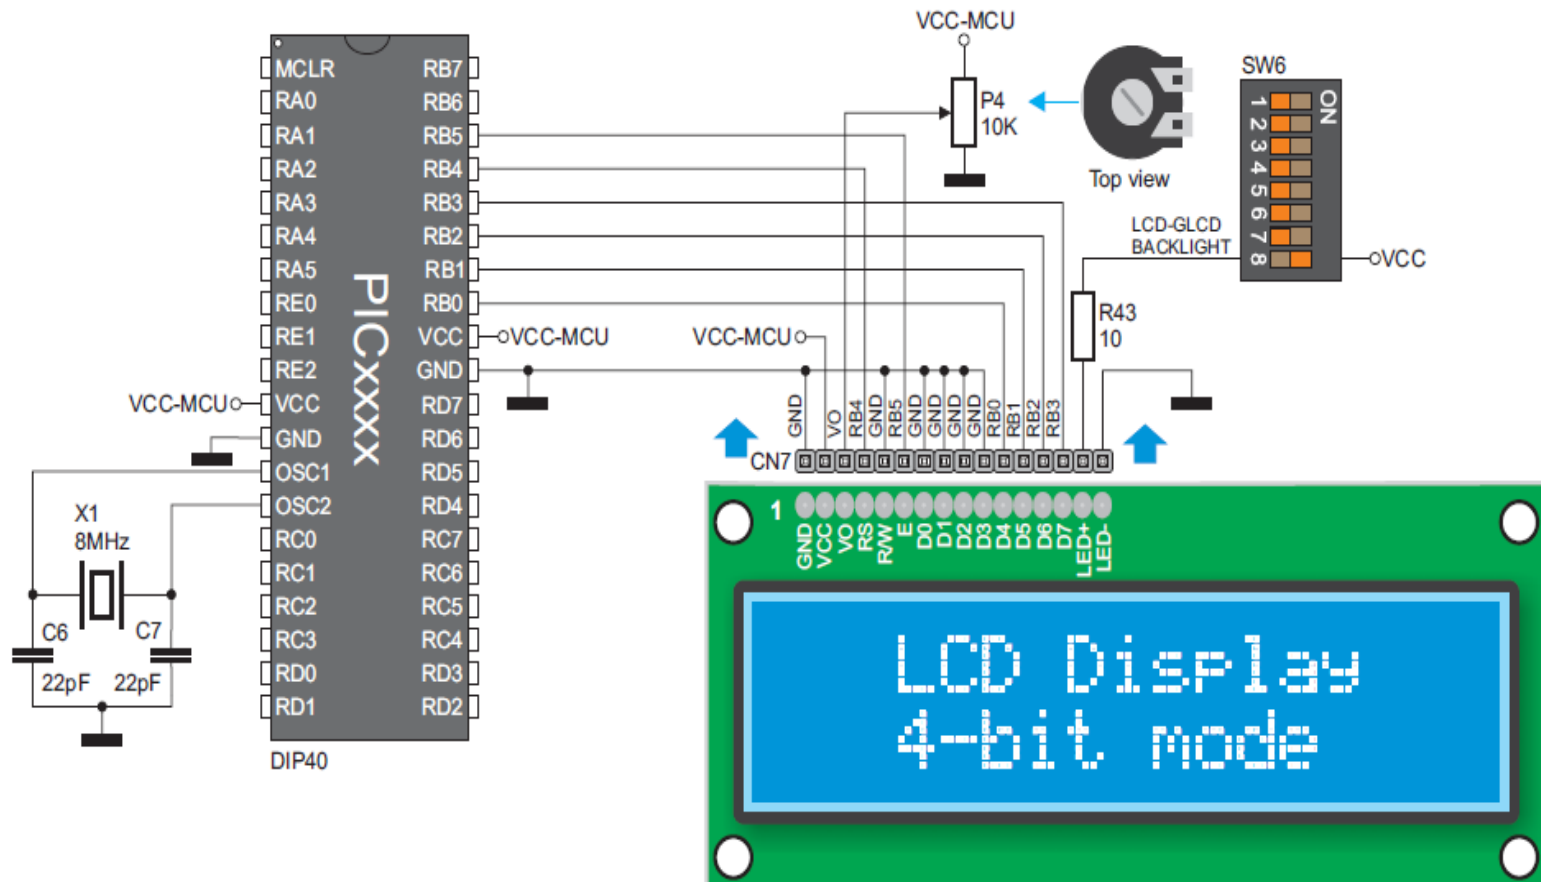 VCC-MCU
MCLR RB7
RA0 RB6
RA1 RB5
RA2 RB4
RA3 RB3
RA4 RB2
RA5 RB1
RE0 RB0
RE1 VCC
RE2 GND
VCC RD7
GND RD6
OSC1 RD5
OSC2 RD4
RC0 RC7
RC1 RC6
RC2 RC5
RC3 RC4
RD0 RD3
RD1 RD2
PICxxxx
DIP40
VCC-MCU
VCC-MCU
X1
8MHz
C6
C7
22pF
22pF
P4
10K
Top view
SW6
ON
1
2
3
4
5
6
7
8
LCD-GLCD
BACKLIGHT
VCC
R43
10
VCC-MCU
GND
VO
RB4
GND
RB5
GND
GND
GND
GND
RB0
RB1
RB2
RB3
CN7
1
GND
VCC
VO
RS
R/W
E
D0
D1
D2
D3
D4
D5
D6
D7
LED+
LED-
LCD Display
4-bit mode